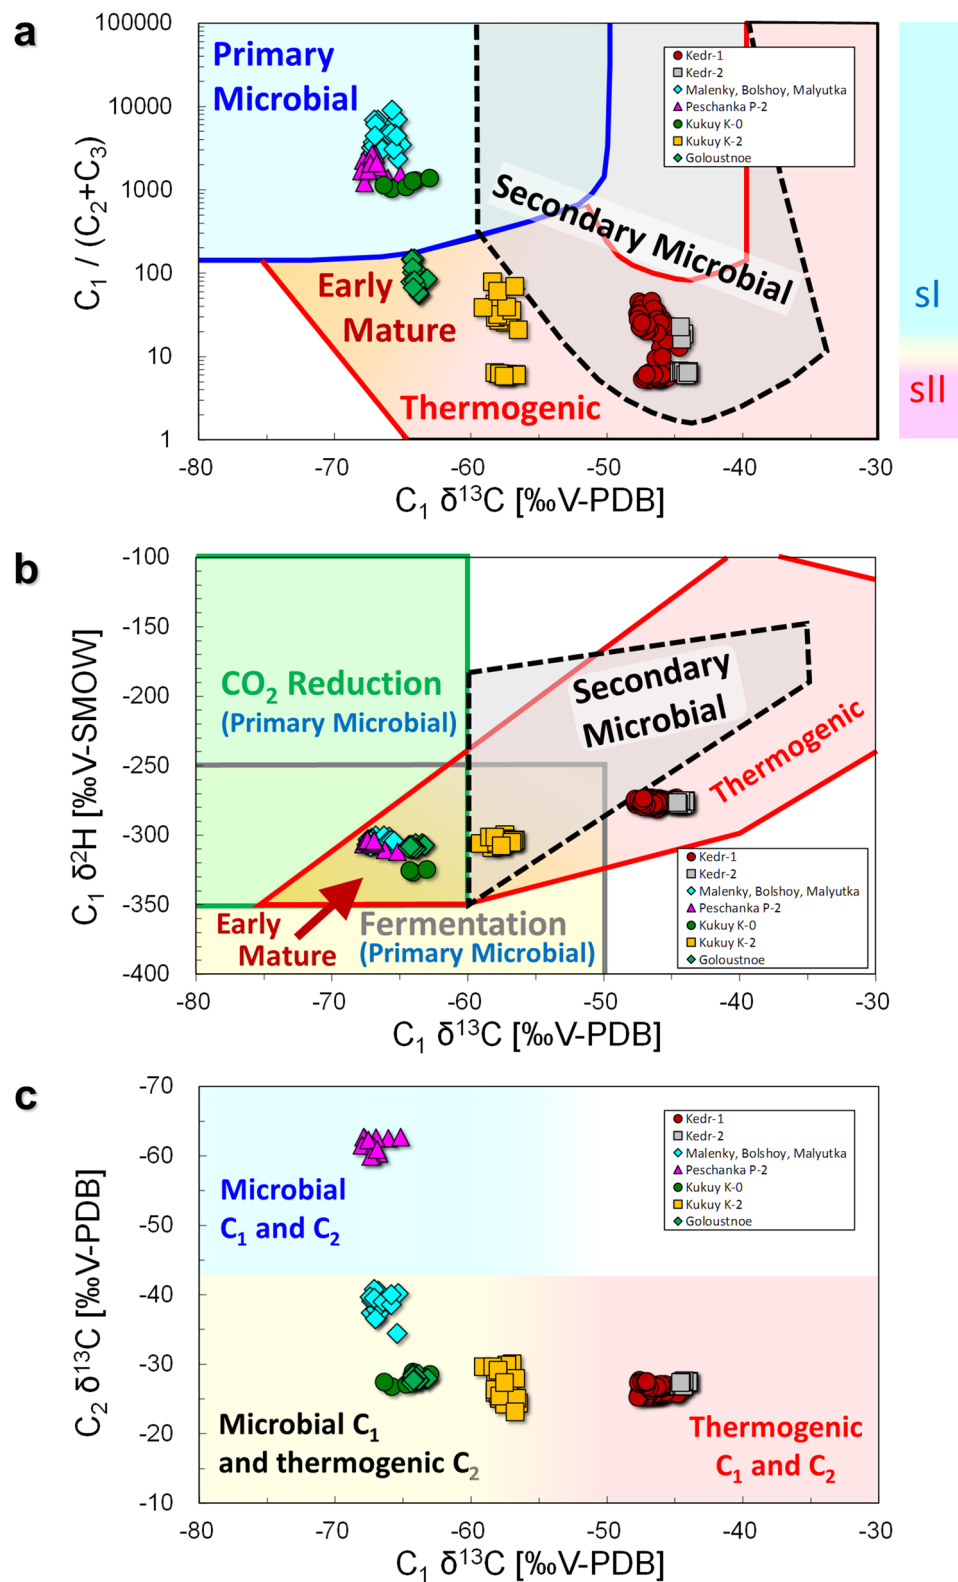 a
100000
10000
1000
100
10
1
C₁ / (C₂+C₃)
Primary
Microbial
Kedr-1
Kedr-2
Malenky, Bolshoy, Malyutka
Peschanka P-2
Kukuy K-0
Kukuy K-2
Goloustnoe
Secondary Microbial
Early
Mature
Thermogenic
sI
sII
-80
-70
-60
-50
-40
-30
C₁ δ¹³C [‰V-PDB]
b
-100
-150
-200
-250
-300
-350
-400
C₁ δ²H [‰V-SMOW]
CO₂ Reduction
(Primary Microbial)
Secondary
Microbial
Thermogenic
Early
Mature
Fermentation
(Primary Microbial)
Kedr-1
Kedr-2
Malenky, Bolshoy, Malyutka
Peschanka P-2
Kukuy K-0
Kukuy K-2
Goloustnoe
-80
-70
-60
-50
-40
-30
C₁ δ¹³C [‰V-PDB]
c
-70
-60
-50
-40
-30
-20
-10
C₂ δ¹³C [‰V-PDB]
Kedr-1
Kedr-2
Malenky, Bolshoy, Malyutka
Peschanka P-2
Kukuy K-0
Kukuy K-2
Goloustnoe
Microbial
C₁ and C₂
Microbial C₁
and thermogenic C₂
Thermogenic
C₁ and C₂
-80
-70
-60
-50
-40
-30
C₁ δ¹³C [‰V-PDB]